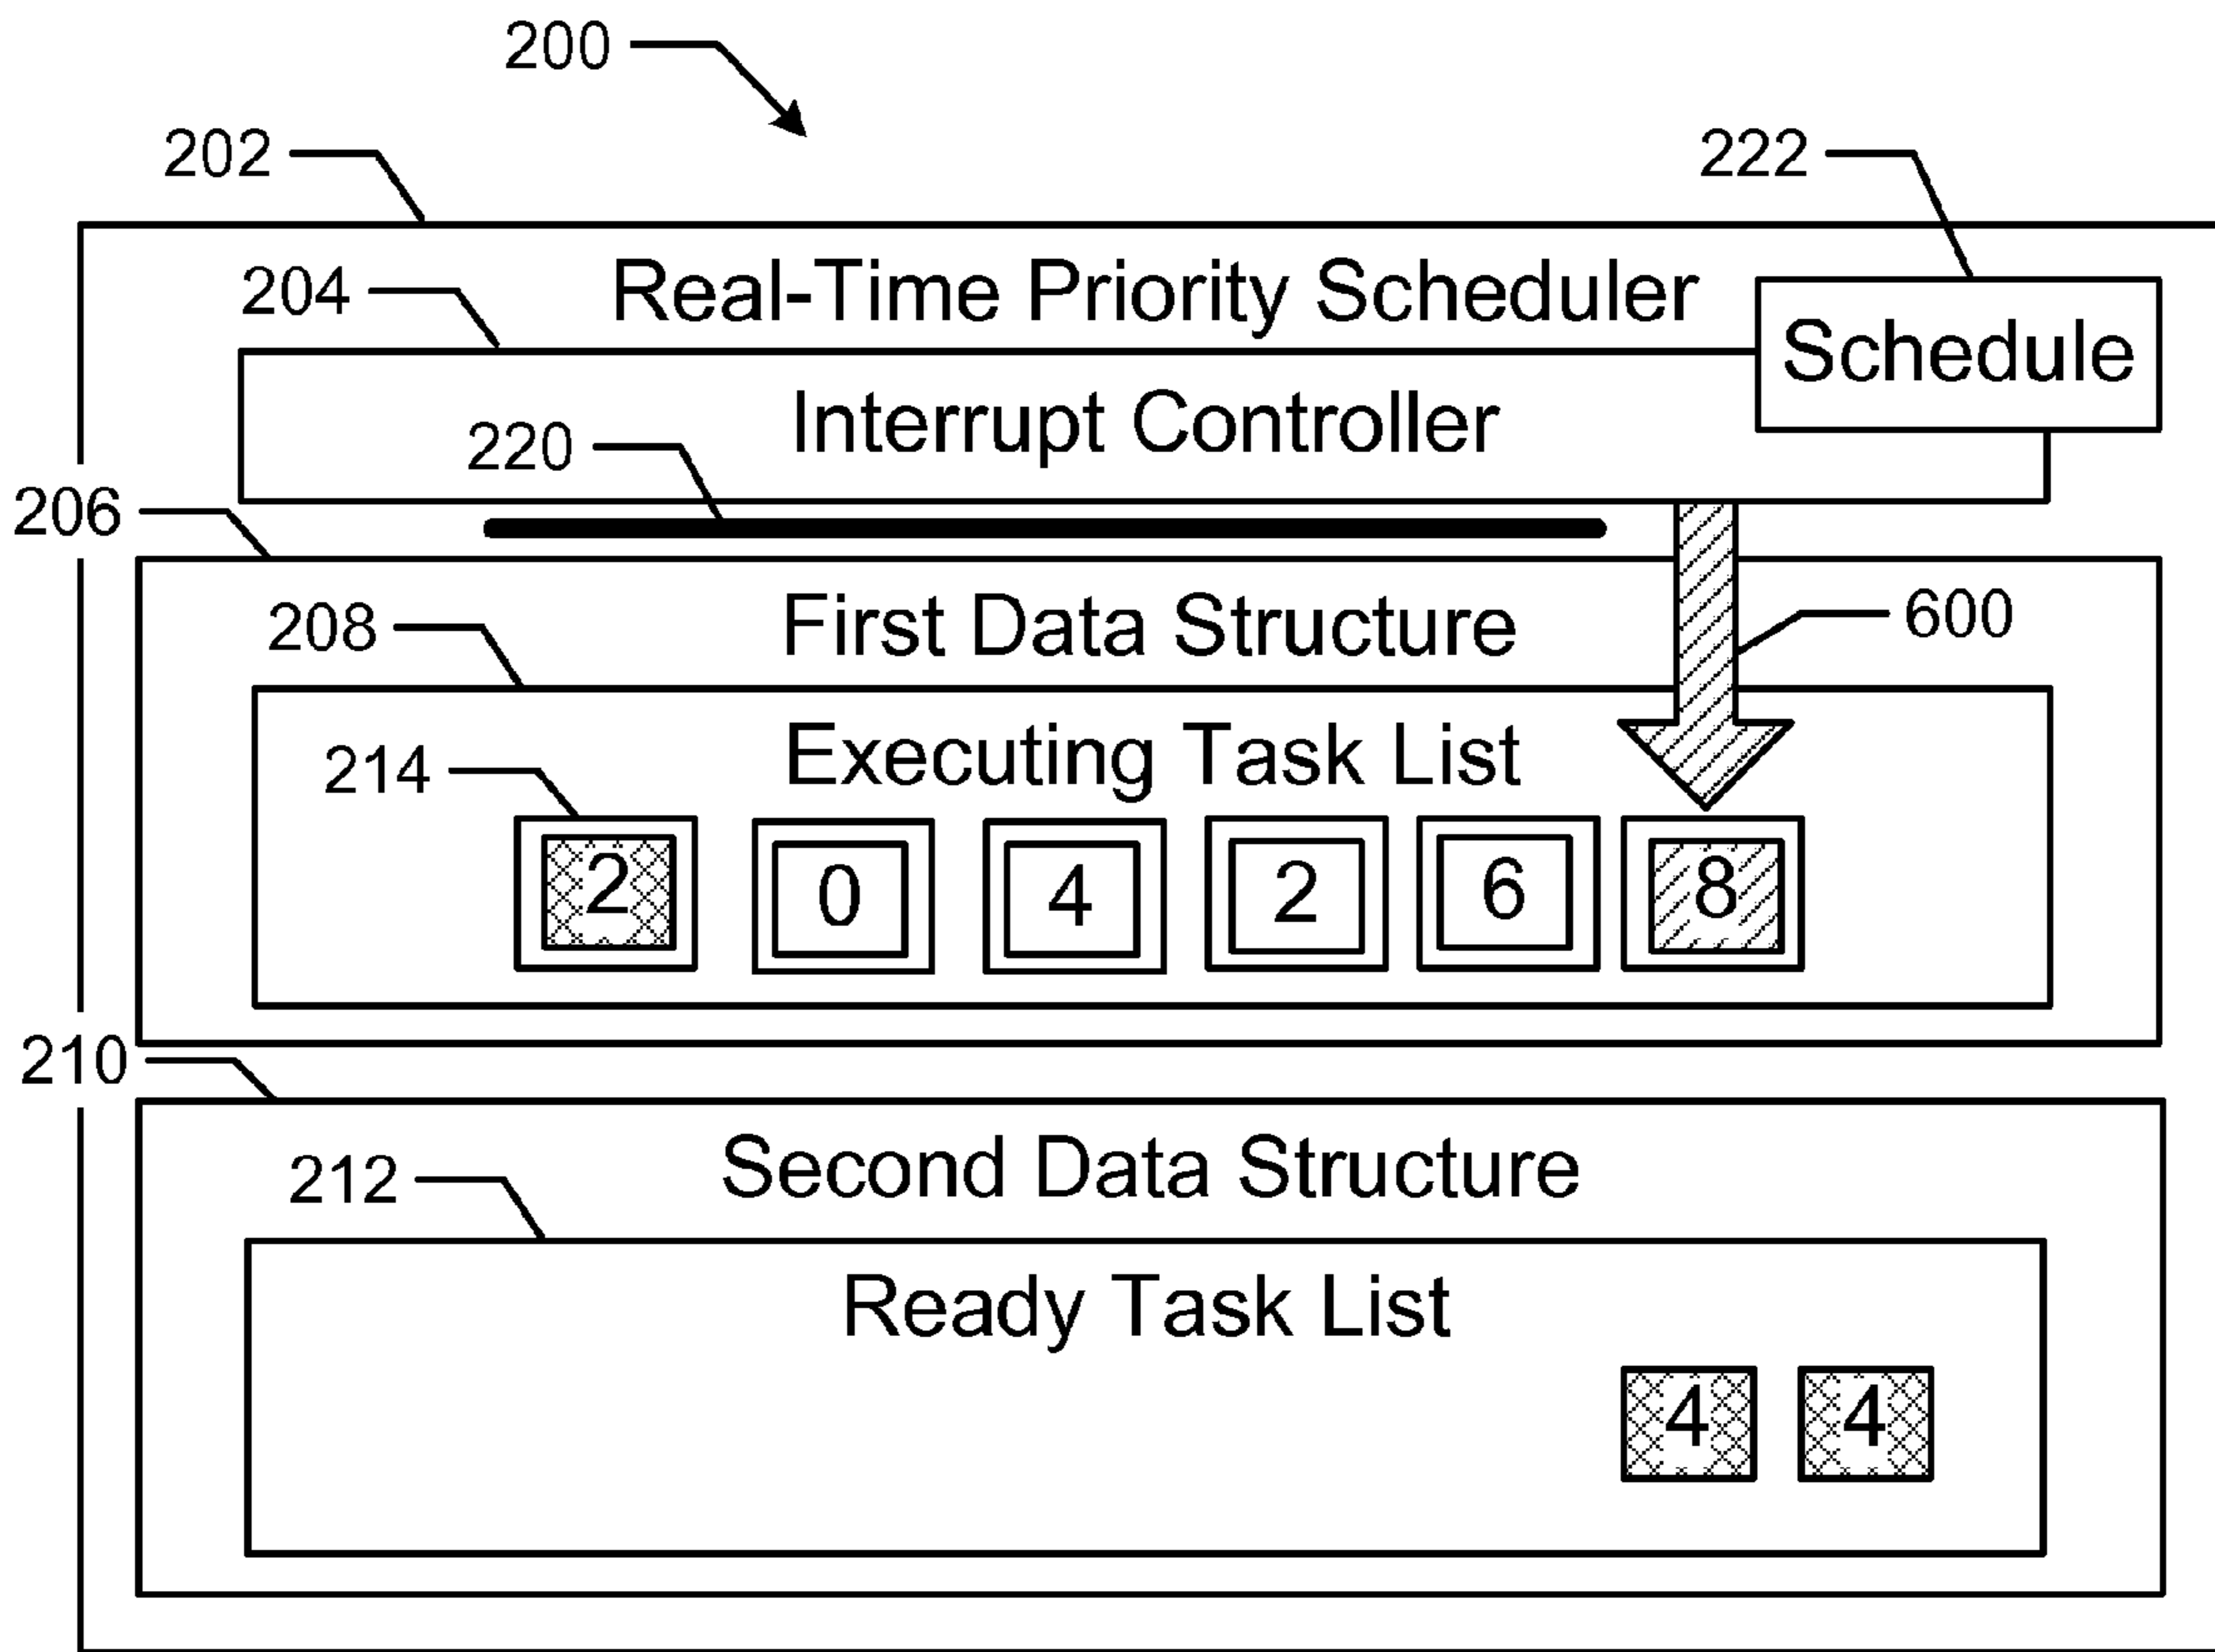 200
202
222
204
Real-Time Priority Scheduler
Schedule
Interrupt Controller
220
206
First Data Structure
600
208
Executing Task List
214
2 0 4 2 6 8
210
Second Data Structure
212
Ready Task List
4 4